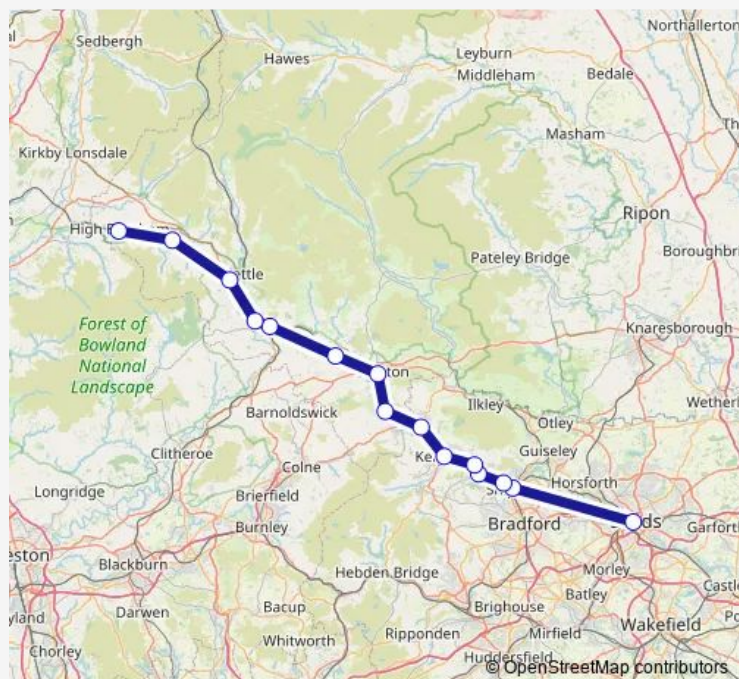 Northallerton
Sedbergh
Leyburn
Hawes
Middleham
Bedale
Masham
Kirkby Lonsdale
Ripon
High
Boroughbri
Pateley Bridge
Forest of
Bowland
National
Landscape
Knaresborough
Barnoldswick
Ilkley
Otley
Wether
Clitheroe
Guiseley
Colne
Longridge
Horsforth
Brierfield
Bradford
Garfort
Burnley
Blackburn
Hebden Bridge
Morley
Castle
Batley
Darwen
Bacup
Brighouse
Wakefield
Whitworth
Ripponden
Mirfield
Chorley
Huddersfield
© OpenStreetMap contributors